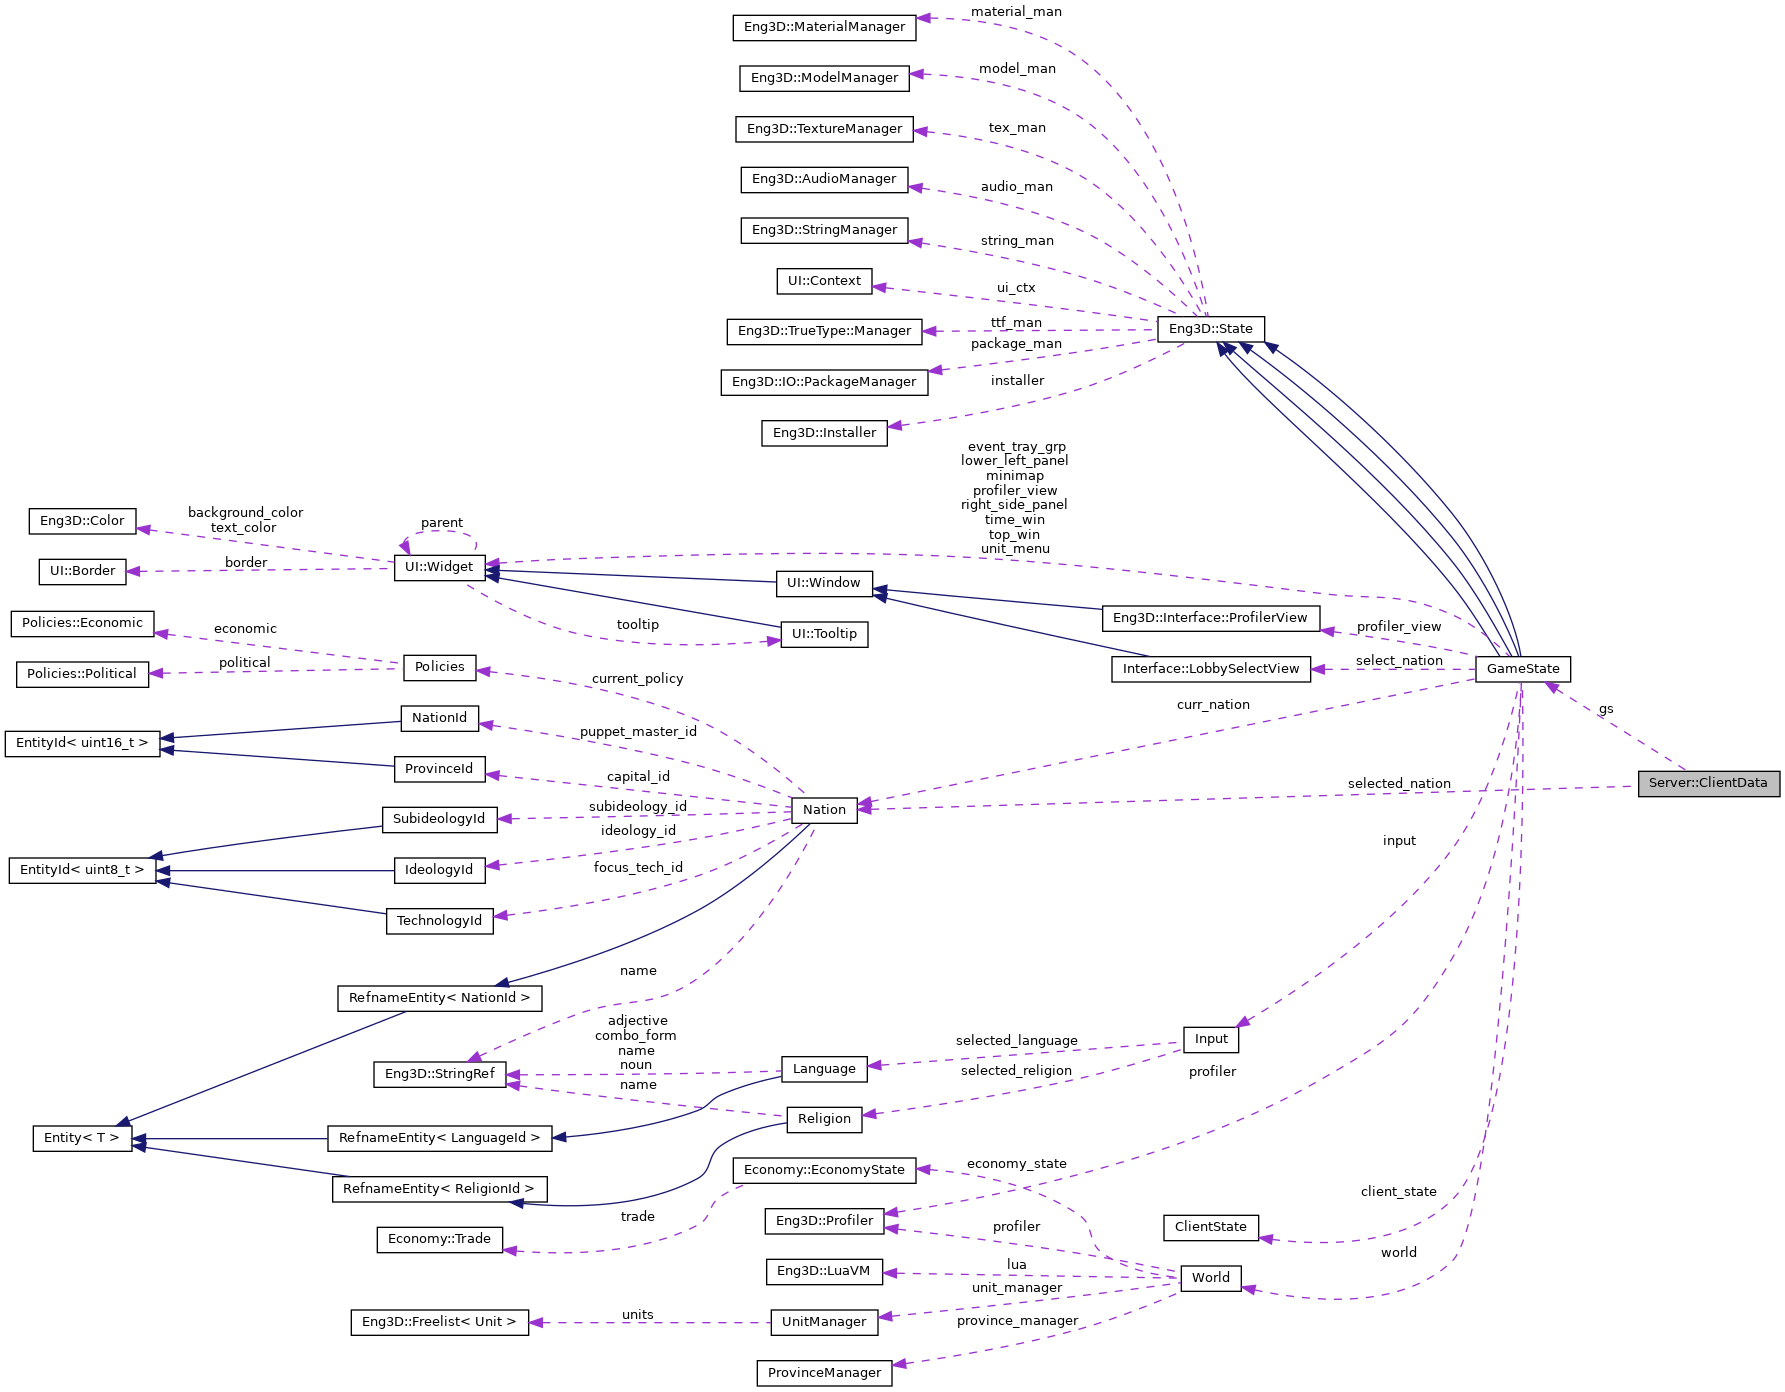 material_man
Eng3D::MaterialManager
model_man
Eng3D::ModelManager
tex_man
Eng3D::TextureManager
audio_man
Eng3D::AudioManager
string_man
Eng3D::StringManager
ui_ctx
UI::Context
ttf_man
Eng3D::TrueType::Manager
Eng3D::State
package_man
Eng3D::IO::PackageManager
installer
Eng3D::Installer
event_tray_grp
lower_left_panel
minimap
profiler_view
right_side_panel
time_win
top_win
unit_menu
background_color
text_color
Eng3D::Color
parent
border
UI::Border
UI::Widget
UI::Window
tooltip
UI::Tooltip
Eng3D::Interface::ProfilerView
profiler_view
Interface::LobbySelectView
select_nation
GameState
economic
Policies::Economic
political
Policies::Political
Policies
current_policy
curr_nation
gs
NationId
puppet_master_id
EntityId< uint16_t >
ProvinceId
capital_id
selected_nation
Server::ClientData
SubideologyId
subideology_id
Nation
ideology_id
EntityId< uint8_t >
IdeologyId
focus_tech_id
TechnologyId
input
name
RefnameEntity< NationId >
adjective
combo_form
name
noun
Eng3D::StringRef
name
Language
selected_language
Input
selected_religion
profiler
Religion
Entity< T >
RefnameEntity< LanguageId >
RefnameEntity< ReligionId >
Economy::EconomyState
economy_state
client_state
trade
Economy::Trade
Eng3D::Profiler
profiler
ClientState
world
Eng3D::LuaVM
lua
World
unit_manager
units
Eng3D::Freelist< Unit >
UnitManager
province_manager
ProvinceManager